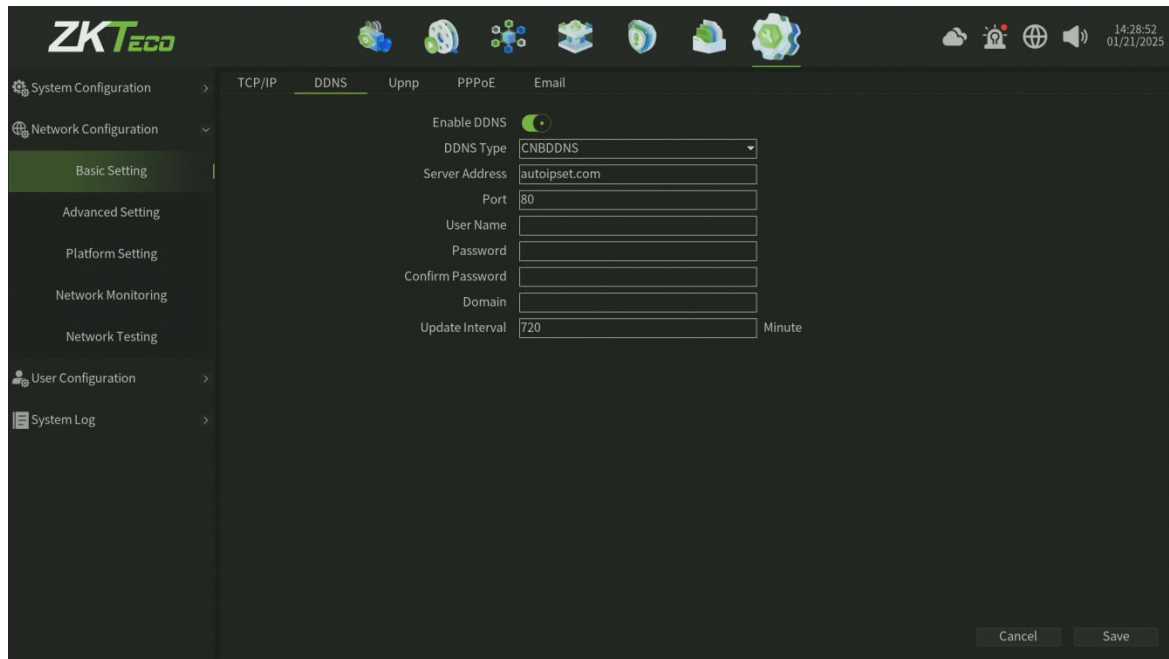 ZKTeco
14:28:52
01/21/2025
System Configuration
Network Configuration
Basic Setting
Advanced Setting
Platform Setting
Network Monitoring
Network Testing
User Configuration
System Log
TCP/IP DDNS Upnp PPPoE Email
Enable DDNS
DDNS Type CNBDDNS
Server Address autoipset.com
Port 80
User Name
Password
Confirm Password
Domain
Update Interval 720 Minute
Cancel Save